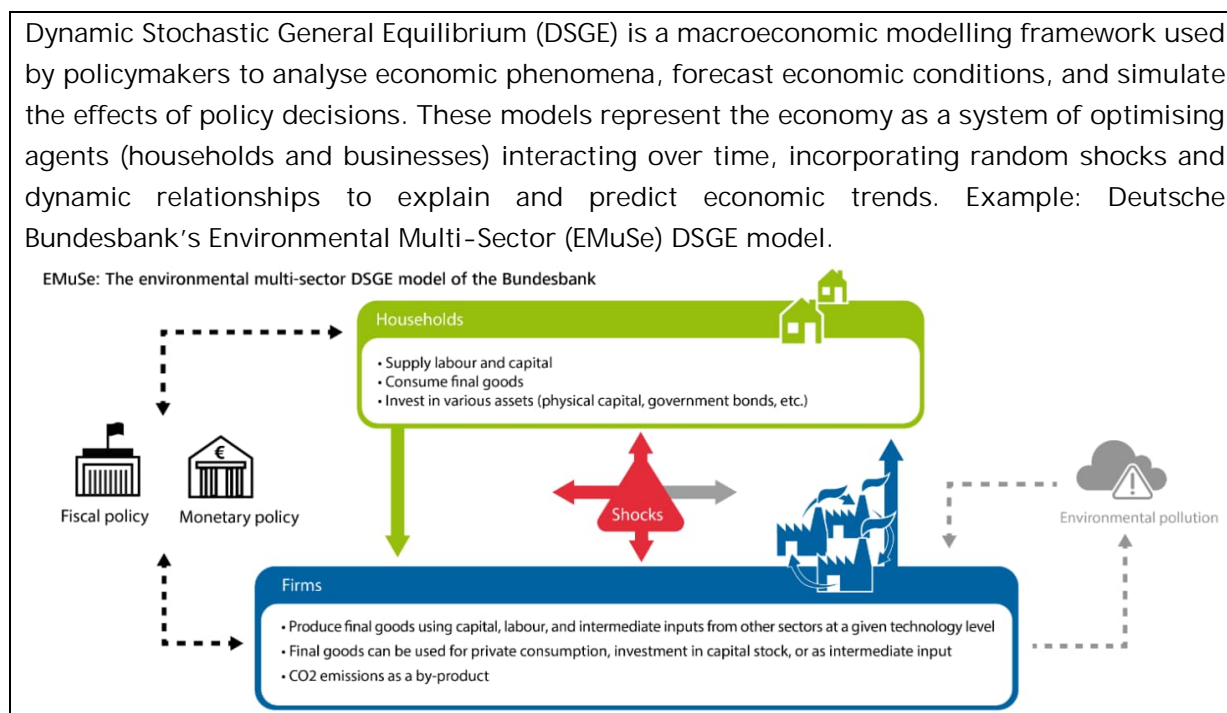 Dynamic Stochastic General Equilibrium (DSGE) is a macroeconomic modelling framework used
by policymakers to analyse economic phenomena, forecast economic conditions, and simulate
the effects of policy decisions. These models represent the economy as a system of optimising
agents (households and businesses) interacting over time, incorporating random shocks and
dynamic relationships to explain and predict economic trends. Example: Deutsche
Bundesbank’s Environmental Multi-Sector (EMuSe) DSGE model.
EMuSe: The environmental multi-sector DSGE model of the Bundesbank
Households
• Supply labour and capital
• Consume final goods
• Invest in various assets (physical capital, government bonds, etc.)
€
Fiscal policy
Monetary policy
Shocks
Environmental pollution
Firms
• Produce final goods using capital, labour, and intermediate inputs from other sectors at a given technology level
• Final goods can be used for private consumption, investment in capital stock, or as intermediate input
• CO2 emissions as a by-product